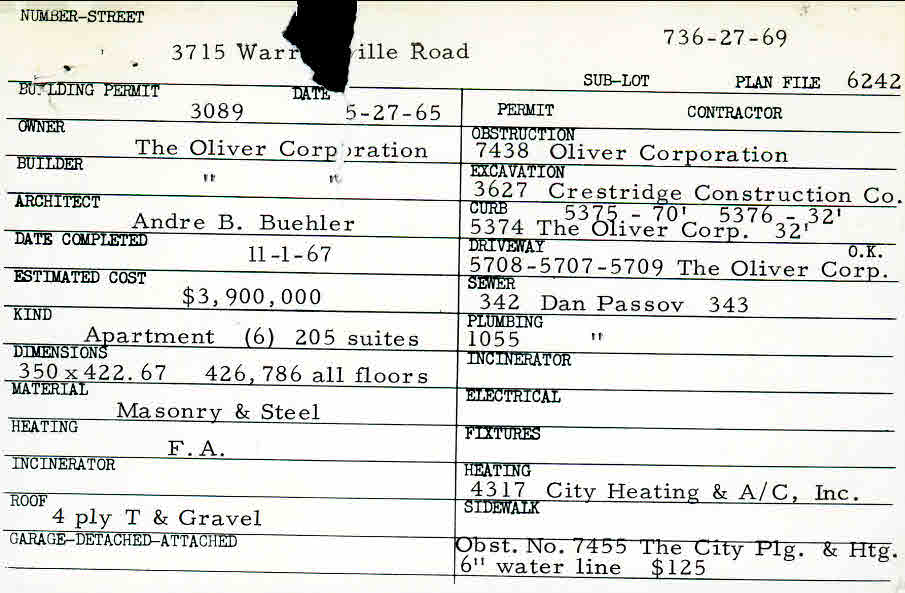 NUMBER-STREET
3715 Warr ville Road
736-27-69
SUB-LOT PLAN FILE 6242
BUILDING PERMIT 3089 DATE 5-27-65
OWNER The Oliver Corporation
BUILDER " "
ARCHITECT Andre B. Buehler
DATE COMPLETED 11-1-67
ESTIMATED COST $3,900,000
KIND Apartment (6) 205 suites
DIMENSIONS 350 x 422.67 426,786 all floors
MATERIAL Masonry & Steel
HEATING F.A.
INCINERATOR
ROOF 4 ply T & Gravel
GARAGE-DETACHED-ATTACHED
PERMIT CONTRACTOR
OBSTRUCTION
7438 Oliver Corporation
EXCAVATION
3627 Crestridge Construction Co.
CURB 5375 - 70' 5376 - 32'
5374 The Oliver Corp. 32'
DRIVEWAY O.K.
5708-5707-5709 The Oliver Corp.
SEWER
342 Dan Passov 343
PLUMBING
1055 "
INCINERATOR
ELECTRICAL
FIXTURES
HEATING
4317 City Heating & A/C, Inc.
SIDEWALK
Obst. No. 7455 The City Plg. & Htg.
6" water line $125